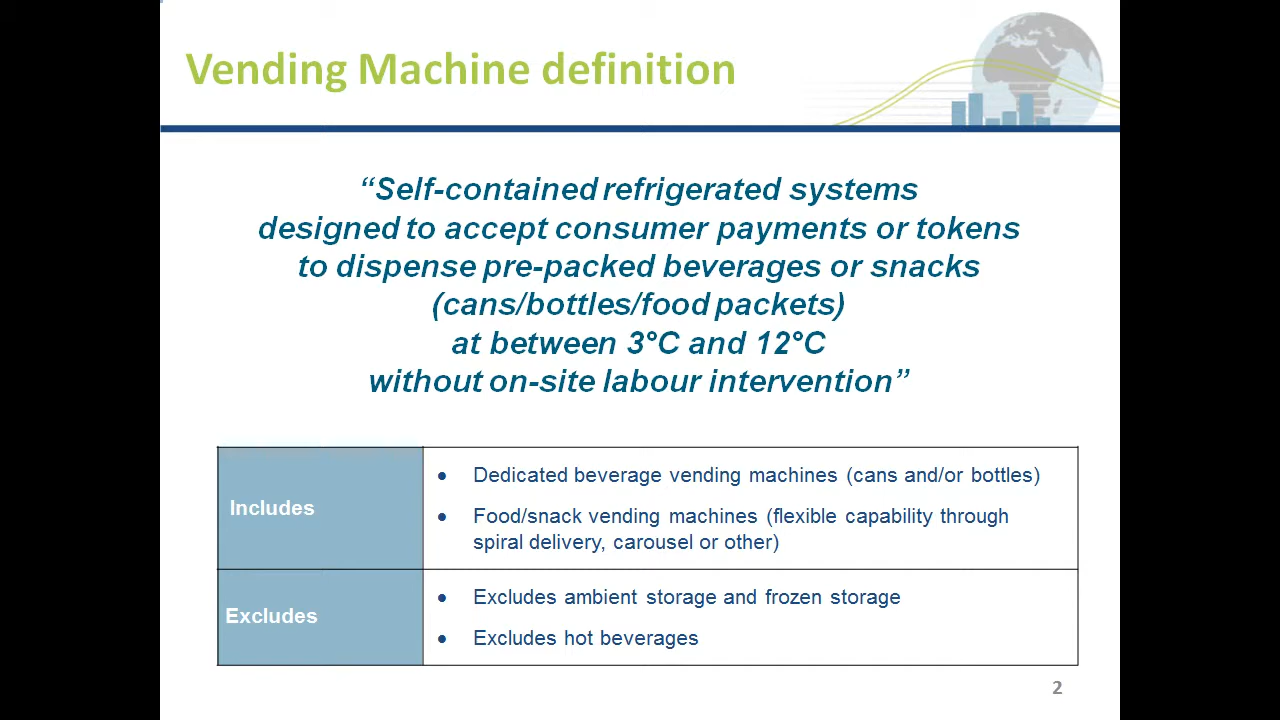 Vending Machine definition
“Self-contained refrigerated systems
designed to accept consumer payments or tokens
to dispense pre-packed beverages or snacks
(cans/bottles/food packets)
at between 3°C and 12°C
without on-site labour intervention”
Includes
• Dedicated beverage vending machines (cans and/or bottles)
• Food/snack vending machines (flexible capability through
spiral delivery, carousel or other)
Excludes
• Excludes ambient storage and frozen storage
• Excludes hot beverages
2